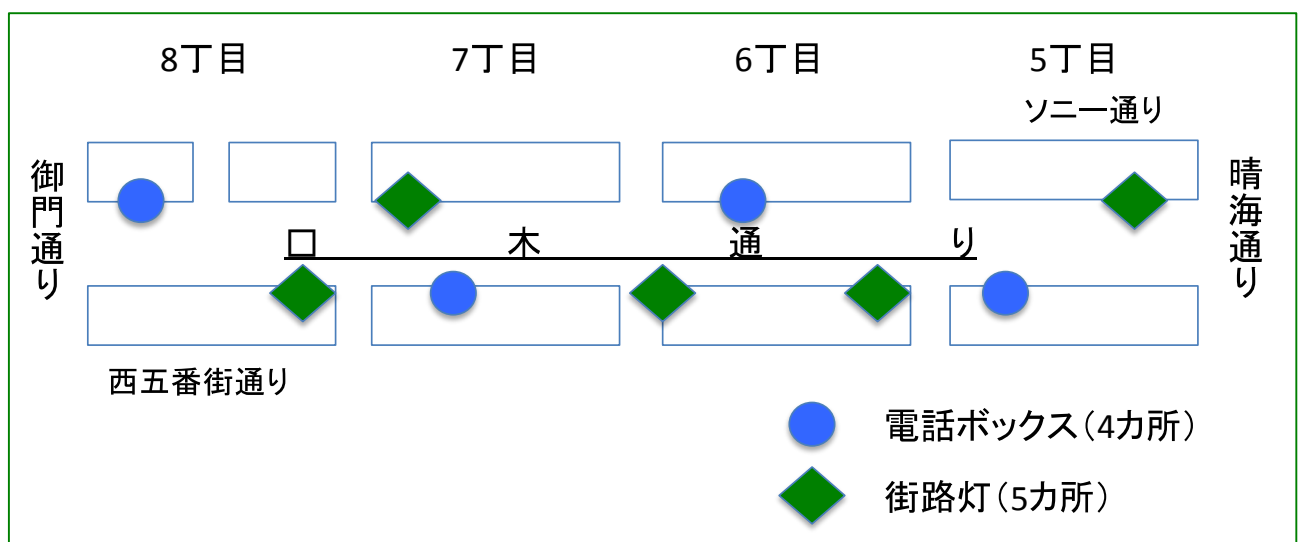 8丁目
7丁目
6丁目
5丁目
ソニー通り
御門通り
晴海通り
口木通り
西五番街通り
電話ボックス（4カ所）
街路灯（5カ所）